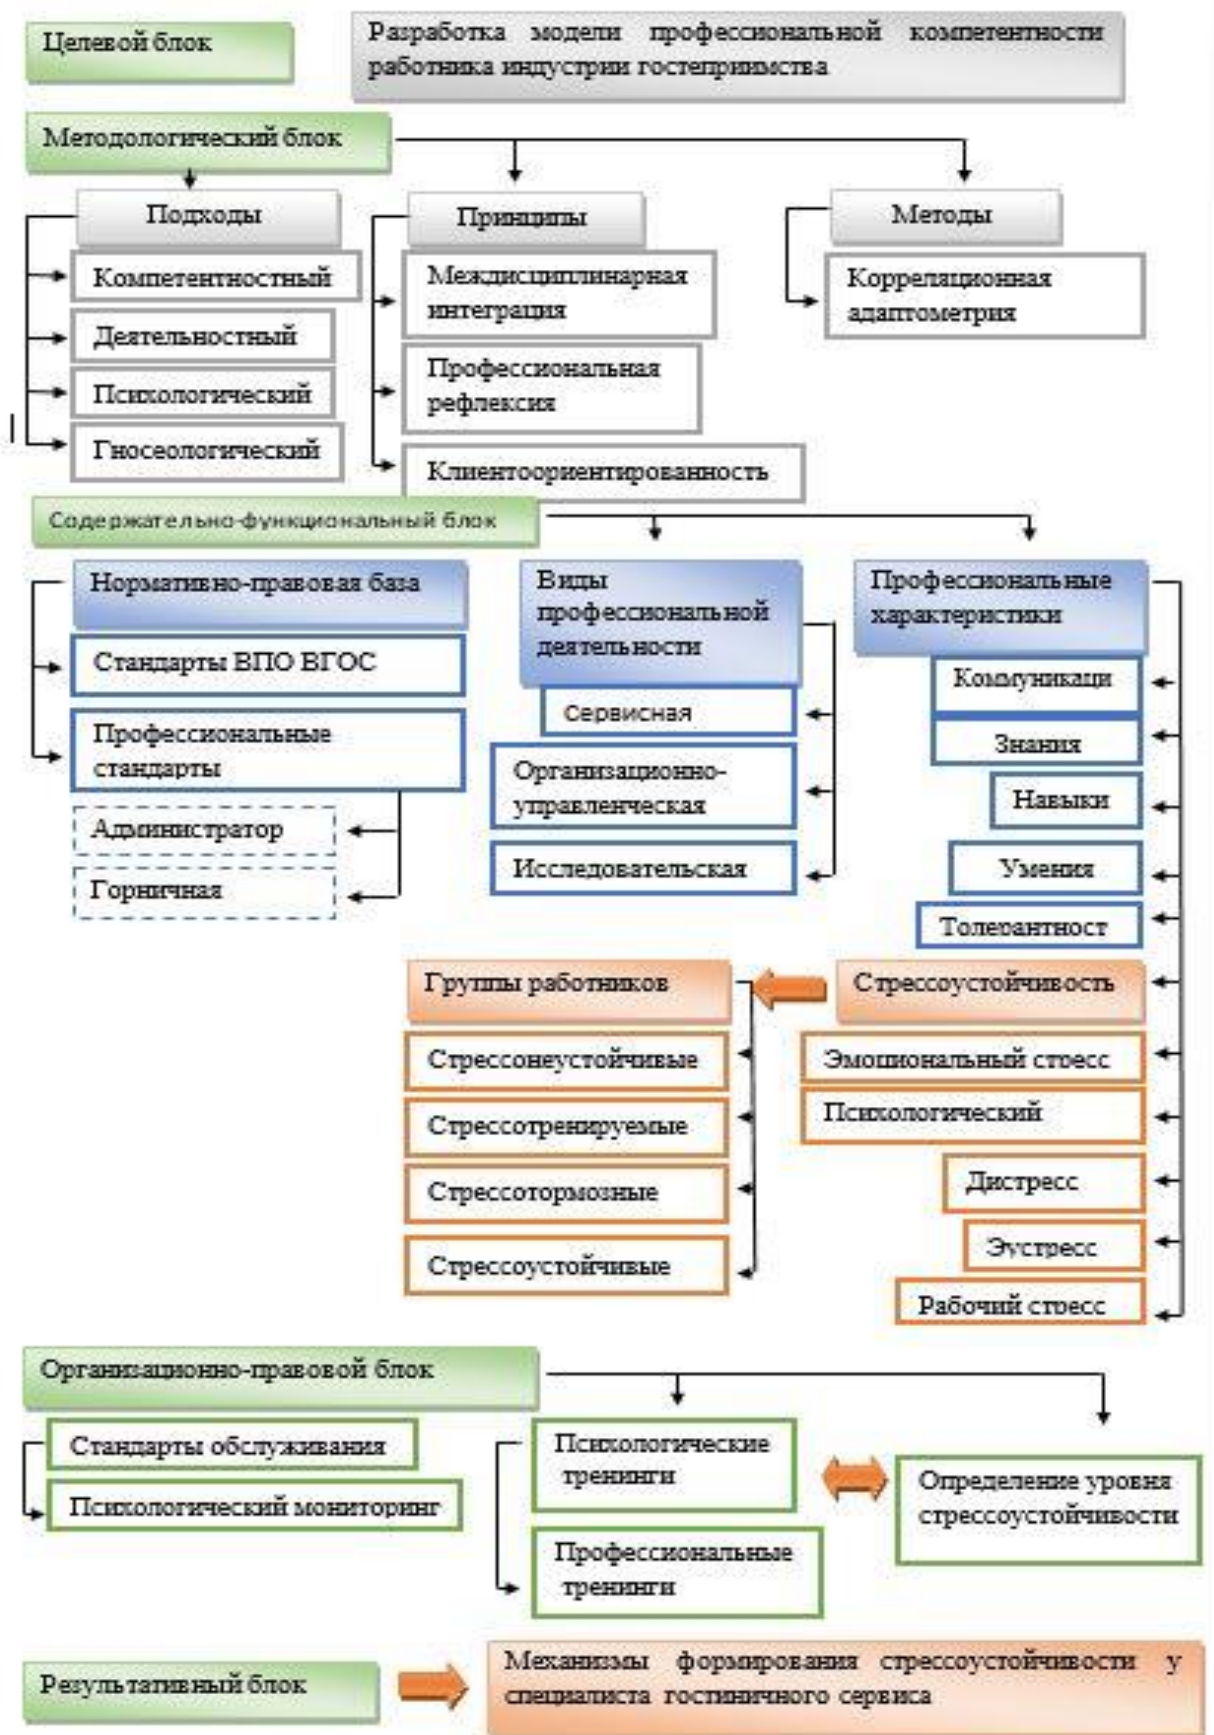 Целевой блок
Разработка модели профессиональной компетентности
работника индустрии гостеприимства
Методологический блок
Подходы
Компетентностный
Деятельностный
Психологический
Гносеологический
Принципы
Междисциплинарная
интеграция
Профессиональная
рефлексия
Клиентоориентированность
Методы
Корреляционная
адаптометрия
Содержательно-функциональный блок
Нормативно-правовая база
Стандарты ВПО ВГОС
Профессиональные
стандарты
Администратор
Горничная
Виды
профессиональной
деятельности
Сервисная
Организационно-
управленческая
Исследовательская
Профессиональные
характеристики
Коммуникаци
Знания
Навыки
Умения
Толерантност
Стрессоустойчивость
Эмоциональный стресс
Психологический
Дистресс
Эустресс
Рабочий стресс
Группы работников
Стрессонеустойчивые
Стрессотренируемые
Стрессотормозные
Стрессоустойчивые
Организационно-правовой блок
Стандарты обслуживания
Психологический мониторинг
Психологические
тренинги
Профессиональные
тренинги
Определение уровня
стрессоустойчивости
Результативный блок
Механизмы формирования стрессоустойчивости у
специалиста гостиничного сервиса